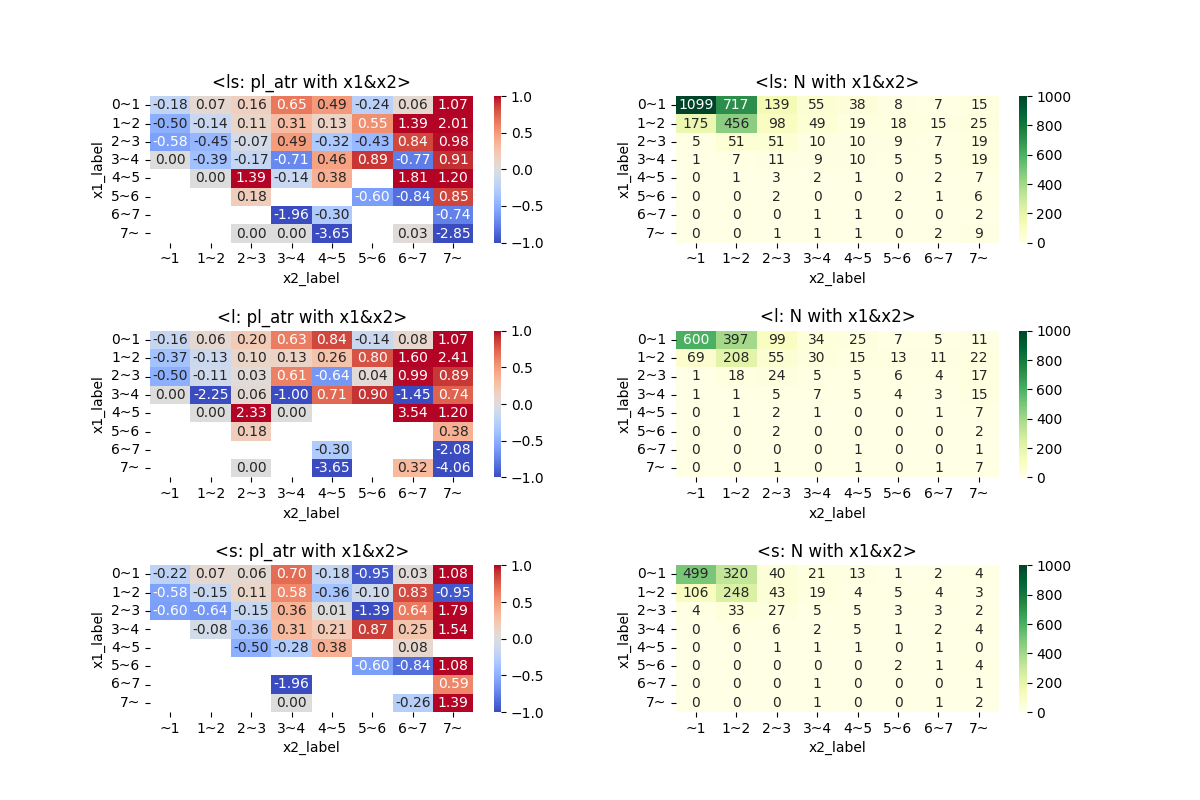 <ls: pl_atr with x1&x2>
x1_label
0~1 -0.18 0.07 0.16 0.65 0.49 -0.24 0.06 1.07
1~2 -0.50 -0.14 0.11 0.31 0.13 0.55 1.39 2.01
2~3 -0.58 -0.45 -0.07 0.49 -0.32 -0.43 0.84 0.98
3~4 0.00 -0.39 -0.17 -0.71 0.46 0.89 -0.77 0.91
4~5 0.00 1.39 -0.14 0.38 1.81 1.20
5~6 0.18 -0.60 -0.84 0.85
6~7 -1.96 -0.30 -0.74
7~ 0.00 0.00 -3.65 0.03 -2.85
~1 1~2 2~3 3~4 4~5 5~6 6~7 7~
x2_label
1.0
0.5
0.0
−0.5
−1.0
<ls: N with x1&x2>
x1_label
0~1 1099 717 139 55 38 8 7 15
1~2 175 456 98 49 19 18 15 25
2~3 5 51 51 10 10 9 7 19
3~4 1 7 11 9 10 5 5 19
4~5 0 1 3 2 1 0 2 7
5~6 0 0 2 0 0 2 1 6
6~7 0 0 0 1 1 0 0 2
7~ 0 0 1 1 1 0 2 9
~1 1~2 2~3 3~4 4~5 5~6 6~7 7~
x2_label
1000
800
600
400
200
0
<l: pl_atr with x1&x2>
x1_label
0~1 -0.16 0.06 0.20 0.63 0.84 -0.14 0.08 1.07
1~2 -0.37 -0.13 0.10 0.13 0.26 0.80 1.60 2.41
2~3 -0.50 -0.11 0.03 0.61 -0.64 0.04 0.99 0.89
3~4 0.00 -2.25 0.06 -1.00 0.71 0.90 -1.45 0.74
4~5 0.00 2.33 0.00 3.54 1.20
5~6 0.18 0.38
6~7 -0.30 -2.08
7~ 0.00 -3.65 0.32 -4.06
~1 1~2 2~3 3~4 4~5 5~6 6~7 7~
x2_label
1.0
0.5
0.0
−0.5
−1.0
<l: N with x1&x2>
x1_label
0~1 600 397 99 34 25 7 5 11
1~2 69 208 55 30 15 13 11 22
2~3 1 18 24 5 5 6 4 17
3~4 1 1 5 7 5 4 3 15
4~5 0 1 2 1 0 0 1 7
5~6 0 0 2 0 0 0 0 2
6~7 0 0 0 0 1 0 0 1
7~ 0 0 1 0 1 0 1 7
~1 1~2 2~3 3~4 4~5 5~6 6~7 7~
x2_label
1000
800
600
400
200
0
<s: pl_atr with x1&x2>
x1_label
0~1 -0.22 0.07 0.06 0.70 -0.18 -0.95 0.03 1.08
1~2 -0.58 -0.15 0.11 0.58 -0.36 -0.10 0.83 -0.95
2~3 -0.60 -0.64 -0.15 0.36 0.01 -1.39 0.64 1.79
3~4 -0.08 -0.36 0.31 0.21 0.87 0.25 1.54
4~5 -0.50 -0.28 0.38 0.08
5~6 -0.60 -0.84 1.08
6~7 -1.96 0.59
7~ 0.00 -0.26 1.39
~1 1~2 2~3 3~4 4~5 5~6 6~7 7~
x2_label
1.0
0.5
0.0
−0.5
−1.0
<s: N with x1&x2>
x1_label
0~1 499 320 40 21 13 1 2 4
1~2 106 248 43 19 4 5 4 3
2~3 4 33 27 5 5 3 3 2
3~4 0 6 6 2 5 1 2 4
4~5 0 0 1 1 1 0 1 0
5~6 0 0 0 0 0 2 1 4
6~7 0 0 0 1 0 0 0 1
7~ 0 0 0 1 0 0 1 2
~1 1~2 2~3 3~4 4~5 5~6 6~7 7~
x2_label
1000
800
600
400
200
0